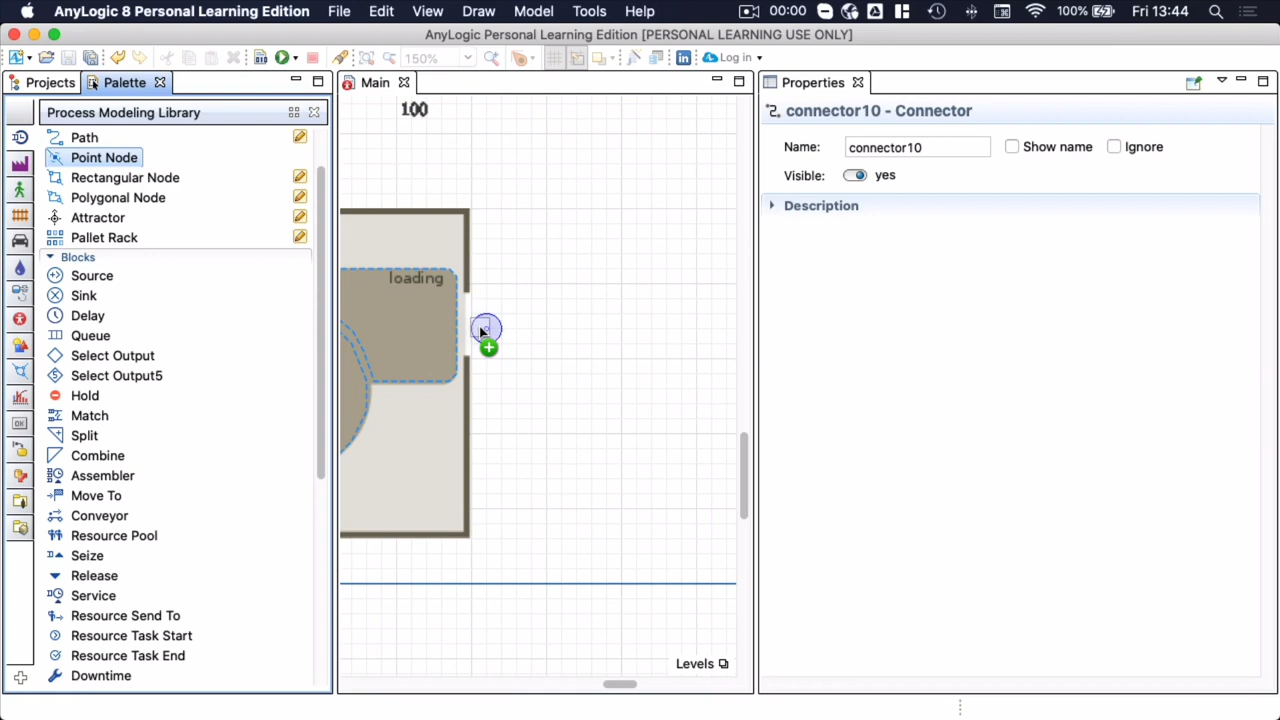 AnyLogic 8 Personal Learning Edition File Edit View Draw Model Tools Help 00:00 100% Fri 13:44
AnyLogic Personal Learning Edition [PERSONAL LEARNING USE ONLY]
150% Log in
Projects Palette Main Properties
Process Modeling Library
Path
Point Node
Rectangular Node
Polygonal Node
Attractor
Pallet Rack
Blocks
Source
Sink
Delay
Queue
Select Output
Select Output5
Hold
Match
Split
Combine
Assembler
Move To
Conveyor
Resource Pool
Seize
Release
Service
Resource Send To
Resource Task Start
Resource Task End
Downtime
100
loading
Levels
connector10 - Connector
Name: connector10 Show name Ignore
Visible: yes
Description